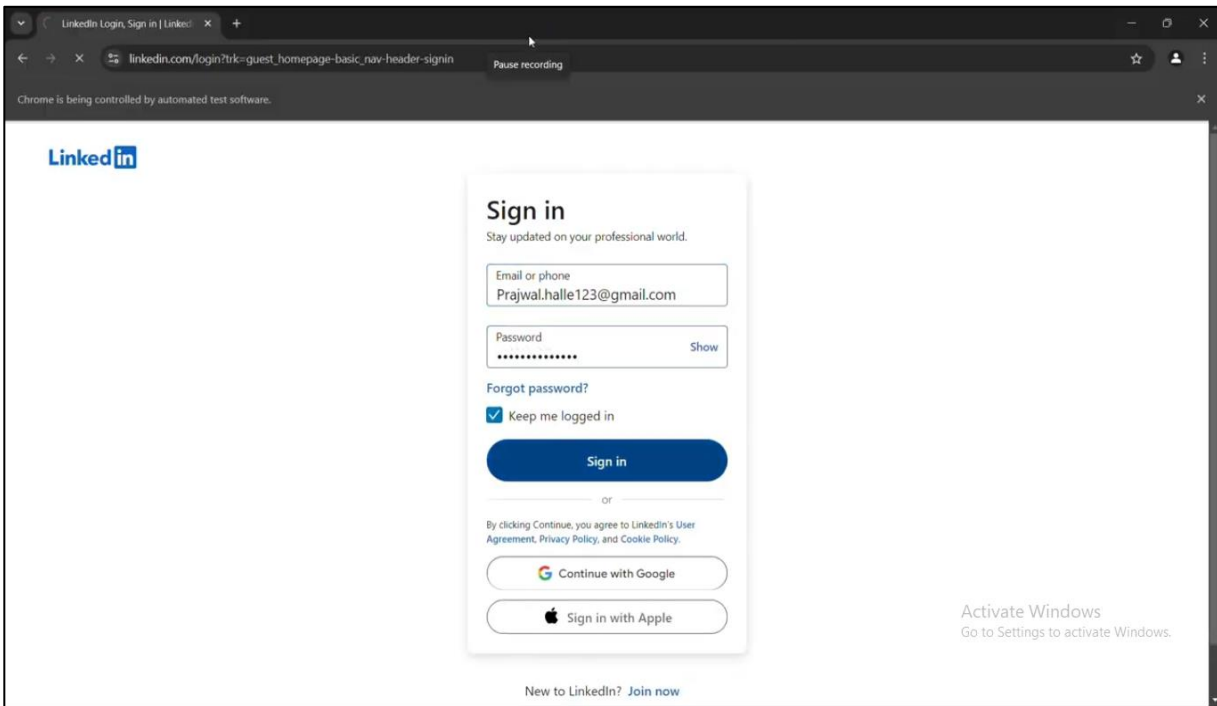 LinkedIn Login, Sign in | Linked
linkedin.com/login?trk=guest_homepage-basic_nav-header-signin
Pause recording
Chrome is being controlled by automated test software.
Linked in
Sign in
Stay updated on your professional world.
Email or phone
Prajwal.halle123@gmail.com
Password
••••••••••••••
Show
Forgot password?
Keep me logged in
Sign in
or
By clicking Continue, you agree to LinkedIn's User
Agreement, Privacy Policy, and Cookie Policy.
Continue with Google
Sign in with Apple
New to LinkedIn? Join now
Activate Windows
Go to Settings to activate Windows.